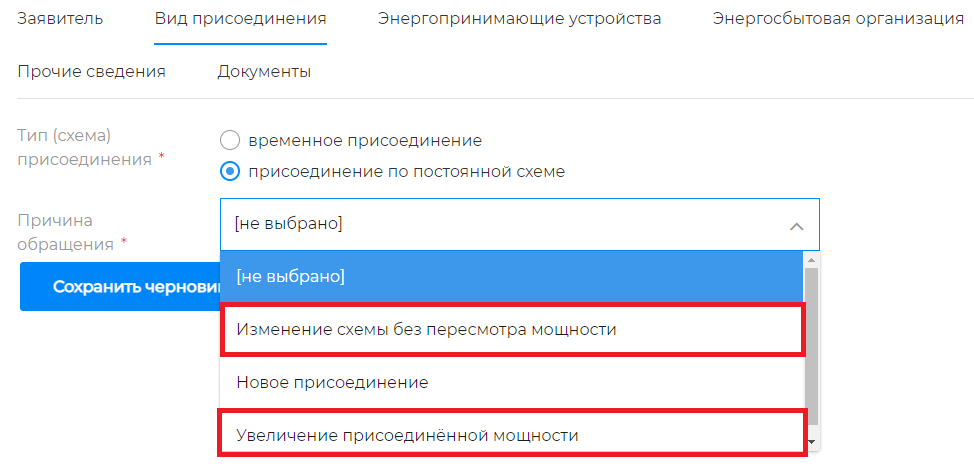 Заявитель Вид присоединения Энергопринимающие устройства Энергосбытовая организация
Прочие сведения Документы
Тип (схема)
присоединения *
временное присоединение
присоединение по постоянной схеме
Причина
обращения *
[не выбрано]
[не выбрано]
Сохранить
Изменение схемы без пересмотра мощности
Новое присоединение
Увеличение присоединённой мощности